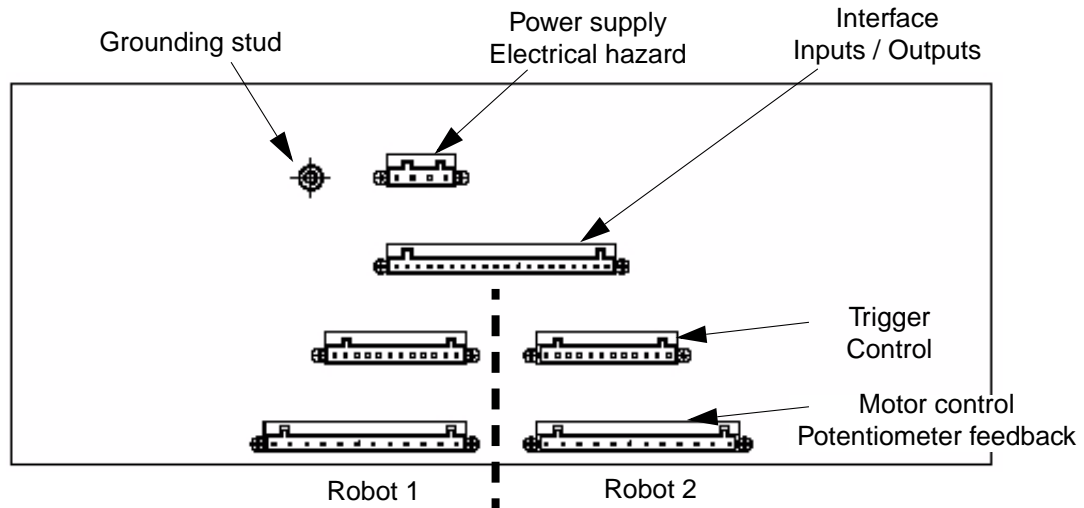 Grounding stud
Power supply
Electrical hazard
Interface
Inputs / Outputs
Trigger
Control
Motor control
Potentiometer feedback
Robot 1
Robot 2